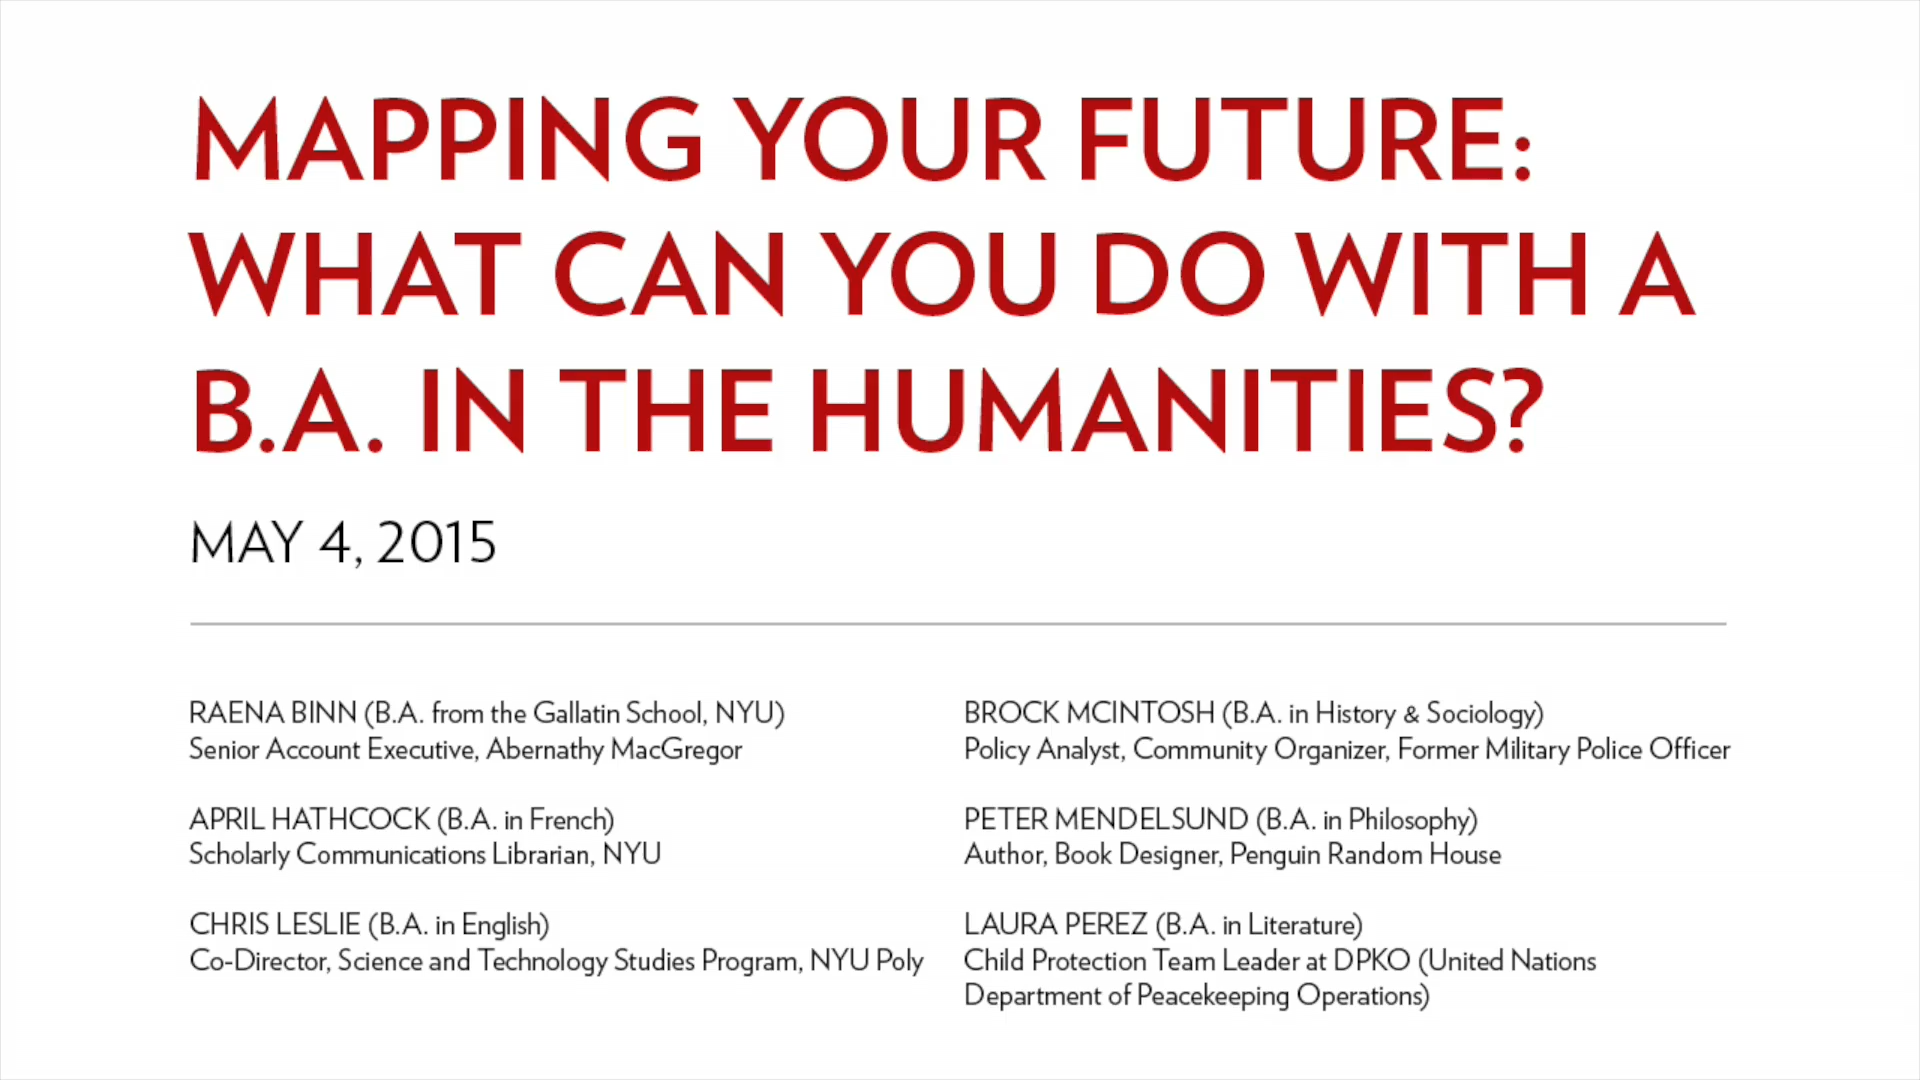 MAPPING YOUR FUTURE:
WHAT CAN YOU DO WITH A
B.A. IN THE HUMANITIES?
MAY 4, 2015
RAENA BINN (B.A. from the Gallatin School, NYU)
Senior Account Executive, Abernathy MacGregor
APRIL HATHCOCK (B.A. in French)
Scholarly Communications Librarian, NYU
CHRIS LESLIE (B.A. in English)
Co-Director, Science and Technology Studies Program, NYU Poly
BROCK MCINTOSH (B.A. in History & Sociology)
Policy Analyst, Community Organizer, Former Military Police Officer
PETER MENDELSUND (B.A. in Philosophy)
Author, Book Designer, Penguin Random House
LAURA PEREZ (B.A. in Literature)
Child Protection Team Leader at DPKO (United Nations
Department of Peacekeeping Operations)